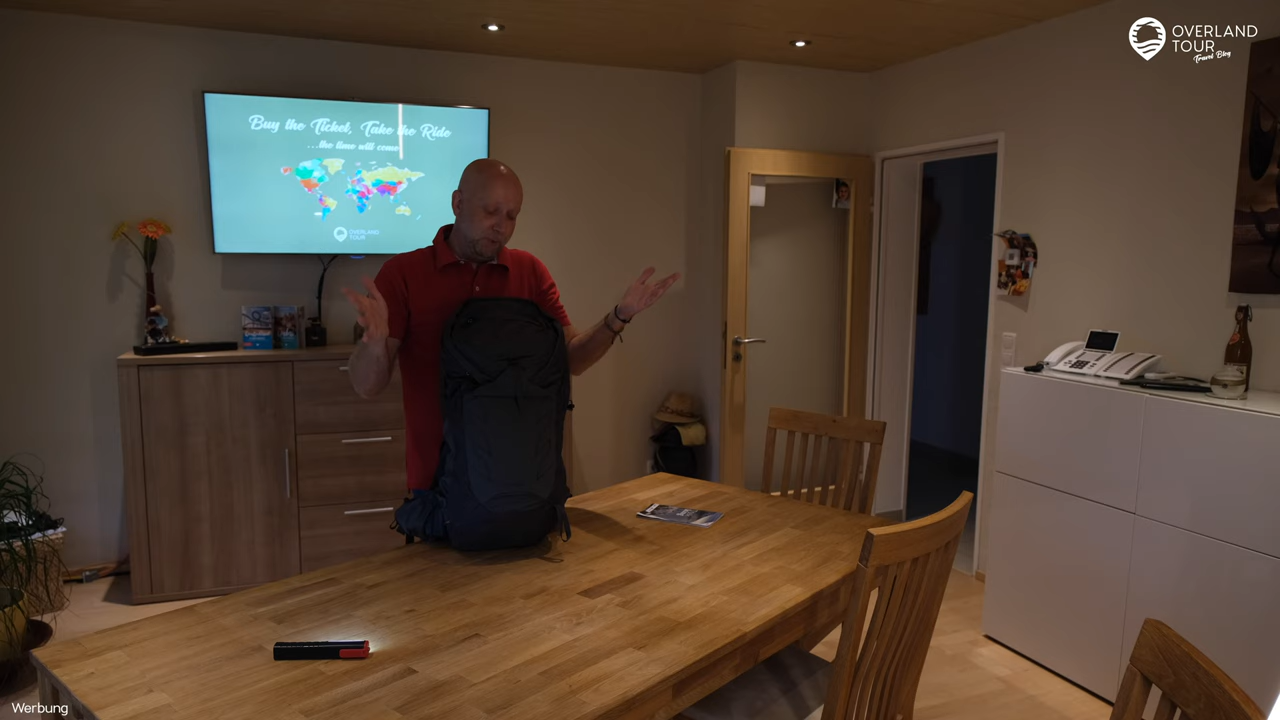 OVERLAND
TOUR
Travel Blog
Buy the Ticket, Take the Ride
...the time will come
OVERLAND
TOUR
Werbung